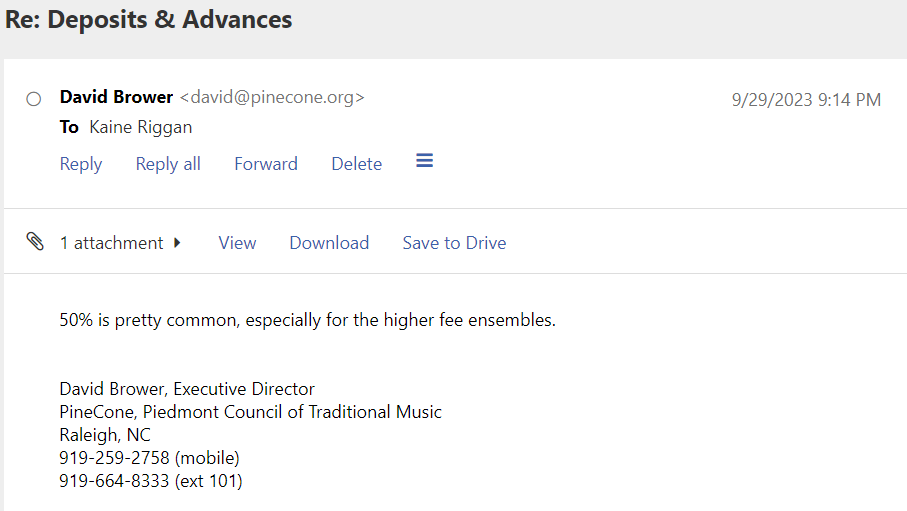 Re: Deposits & Advances
David Brower <david@pinecone.org>
9/29/2023 9:14 PM
To Kaine Riggan
Reply Reply all Forward Delete
1 attachment View Download Save to Drive
50% is pretty common, especially for the higher fee ensembles.
David Brower, Executive Director
PineCone, Piedmont Council of Traditional Music
Raleigh, NC
919-259-2758 (mobile)
919-664-8333 (ext 101)